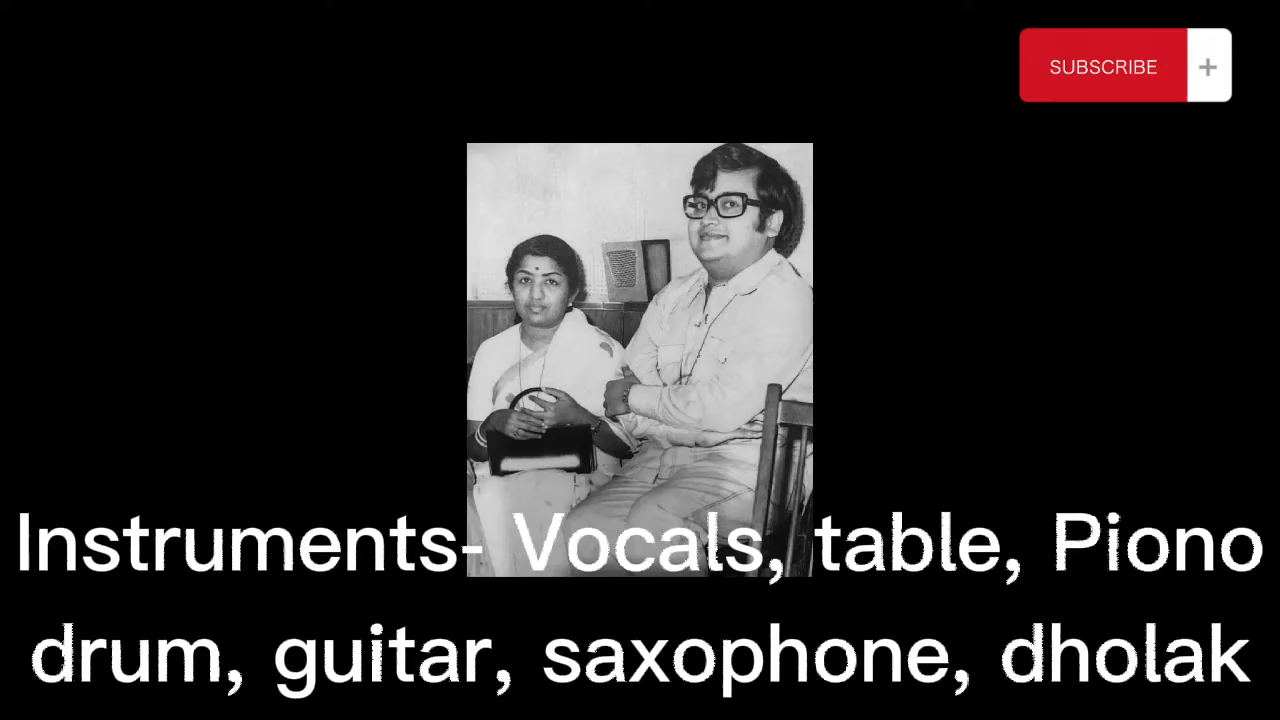 SUBSCRIBE +
Instruments- Vocals, table, Piono
drum, guitar, saxophone, dholak